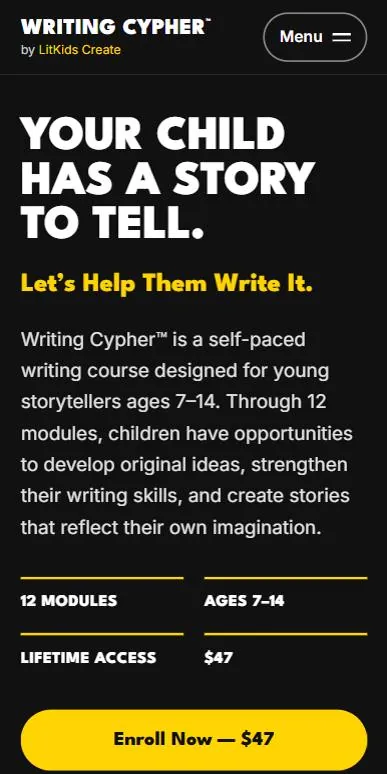 WRITING CYPHER™
by LitKids Create
Menu
YOUR CHILD
HAS A STORY
TO TELL.
Let's Help Them Write It.
Writing Cypher™ is a self-paced
writing course designed for young
storytellers ages 7–14. Through 12
modules, children have opportunities
to develop original ideas, strengthen
their writing skills, and create stories
that reflect their own imagination.
12 MODULES
AGES 7–14
LIFETIME ACCESS
$47
Enroll Now — $47